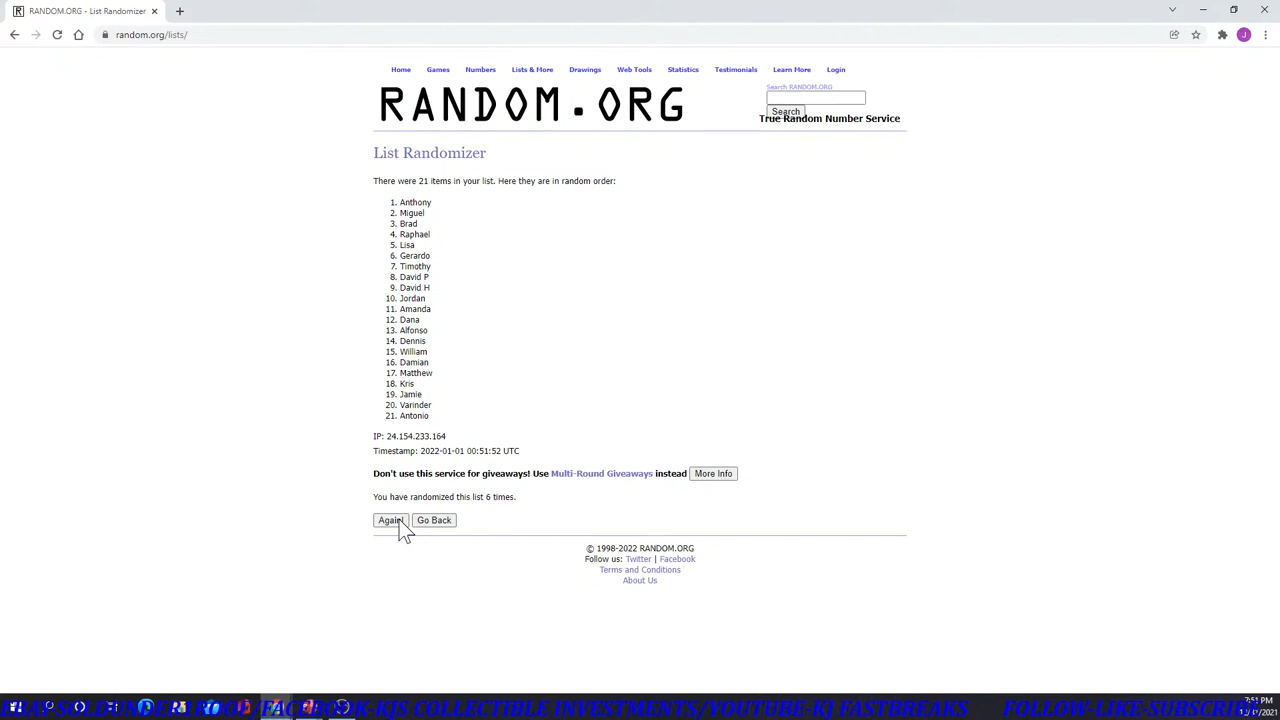 RANDOM.ORG - List Randomizer
random.org/lists/
Home Games Numbers Lists & More Drawings Web Tools Statistics Testimonials Learn More Login
Search RANDOM.ORG
RANDOM.ORG
Search
True Random Number Service
List Randomizer
There were 21 items in your list. Here they are in random order:
1. Anthony
2. Miguel
3. Brad
4. Raphael
5. Lisa
6. Gerardo
7. Timothy
8. David P
9. David H
10. Jordan
11. Amanda
12. Dana
13. Alfonso
14. Dennis
15. William
16. Damian
17. Matthew
18. Kris
19. Jamie
20. Varinder
21. Antonio
IP: 24.154.233.164
Timestamp: 2022-01-01 00:51:52 UTC
Don't use this service for giveaways! Use Multi-Round Giveaways instead More Info
You have randomized this list 6 times.
Again! Go Back
© 1998-2022 RANDOM.ORG
Follow us: Twitter | Facebook
Terms and Conditions
About Us
7:51 PM
EBAY-SOLDUNDER1ROOF/FACEBOOK-KJS COLLECTIBLE INVESTMENTS/YOUTUBE-KJ FASTBREAKS FOLLOW-LIKE-SUBSCRIBE